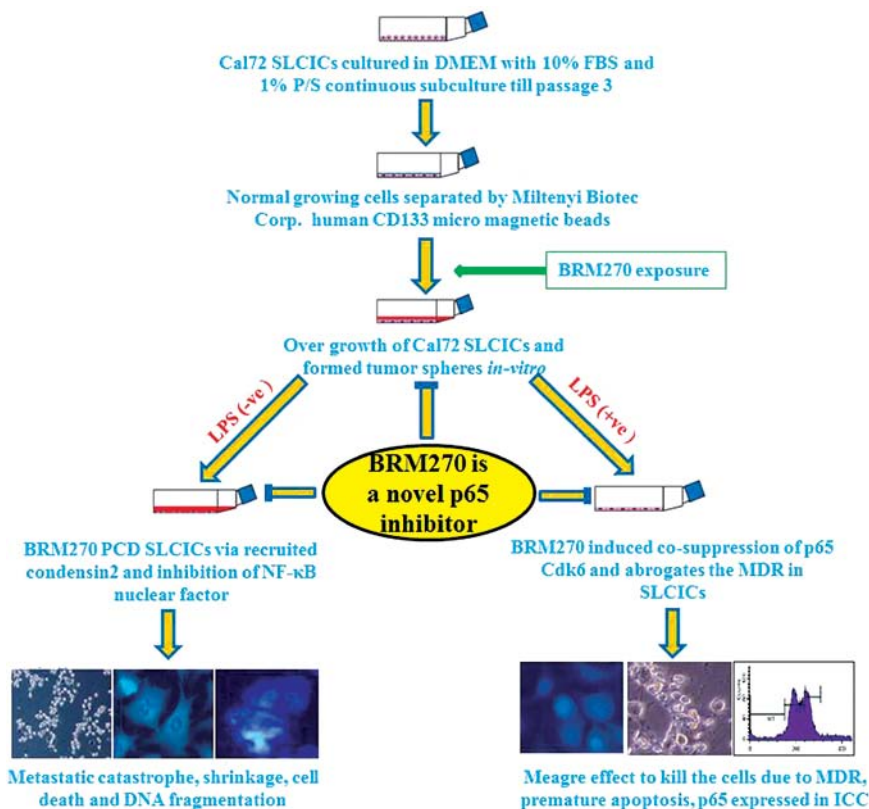 Cal72 SLCICs cultured in DMEM with 10% FBS and
1% P/S continuous subculture till passage 3
Normal growing cells separated by Miltenyi Biotec
Corp. human CD133 micro magnetic beads
BRM270 exposure
Over growth of Cal72 SLCICs and
formed tumor spheres in-vitro
LPS (-ve )
LPS (+ve )
BRM270 is
a novel p65
inhibitor
BRM270 PCD SLCICs via recruited
condensin2 and inhibition of NF-κB
nuclear factor
BRM270 induced co-suppression of p65
Cdk6 and abrogates the MDR in
SLCICs
Metastatic catastrophe, shrinkage, cell
death and DNA fragmentation
Meagre effect to kill the cells due to MDR,
premature apoptosis, p65 expressed in ICC